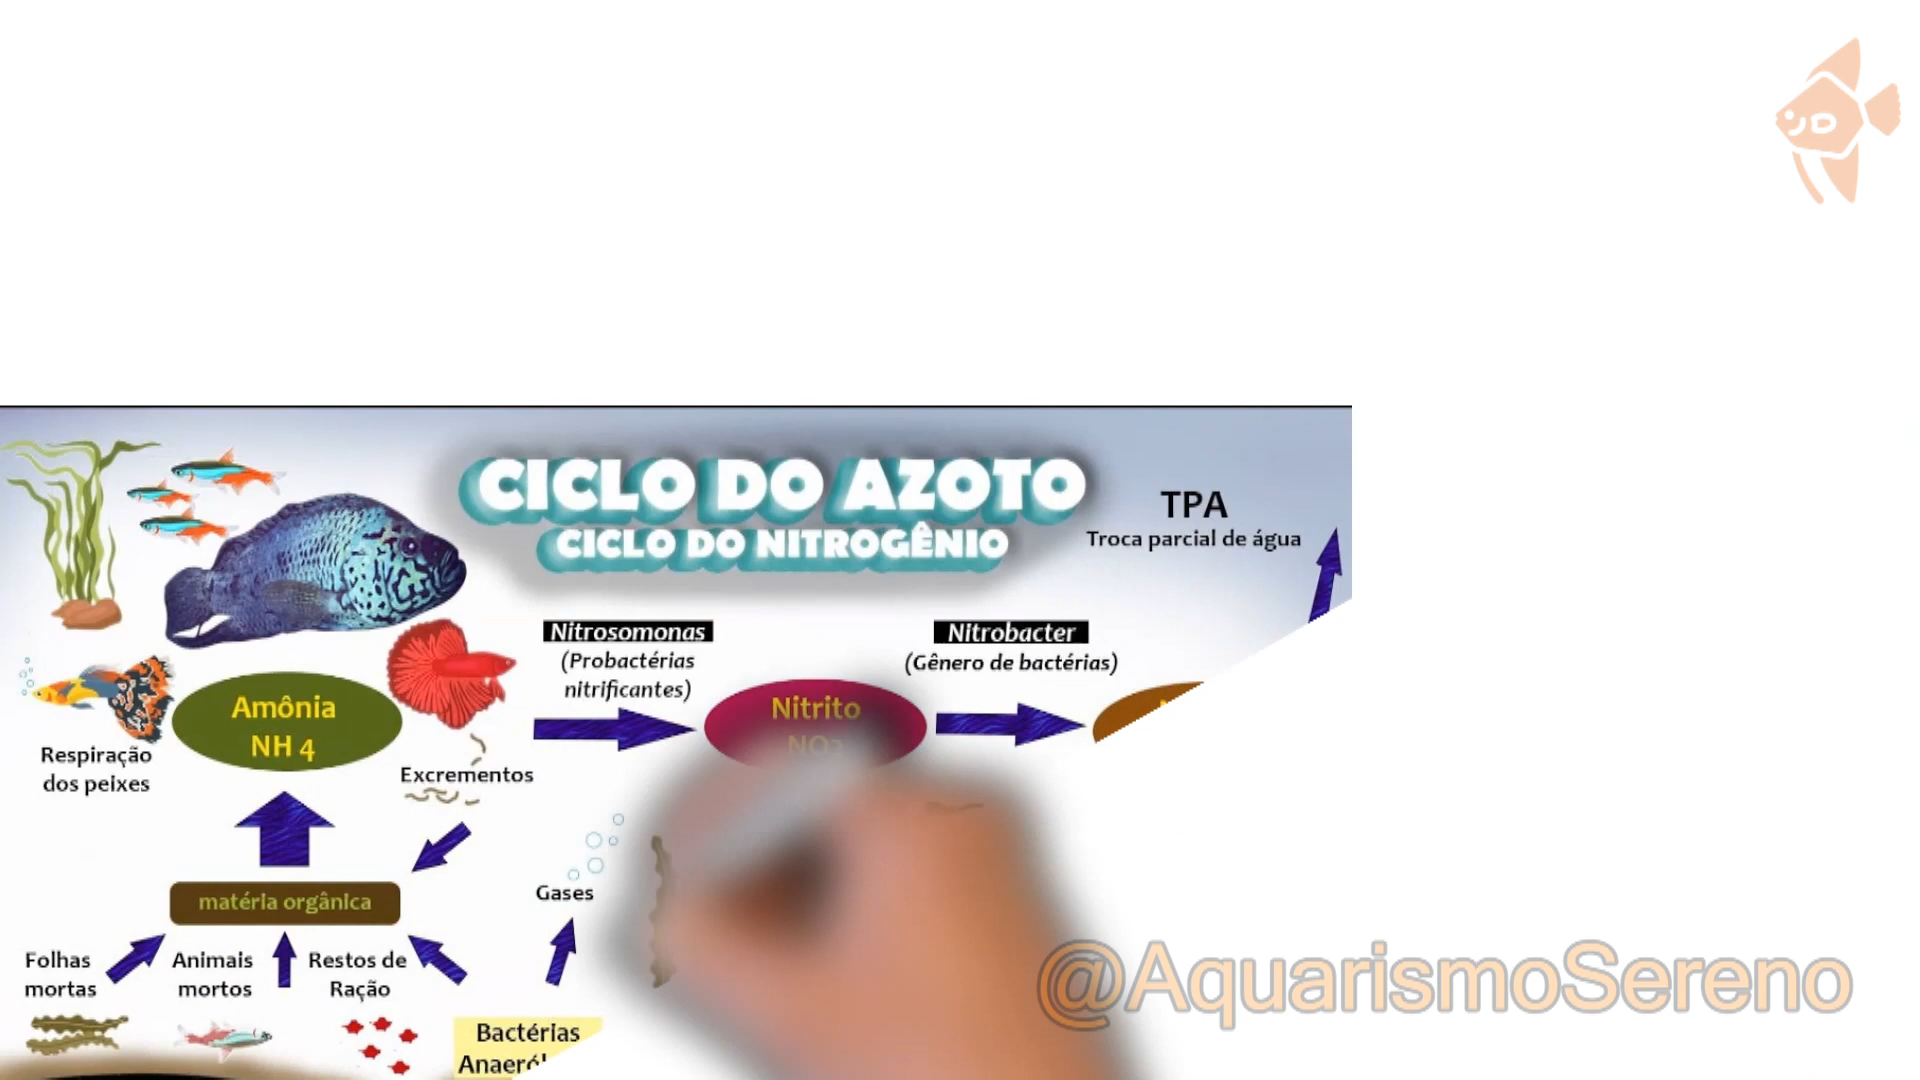 JD
CICLO DO AZOTO
CICLO DO NITROGÊNIO
TPA
Troca parcial de água
Nitrosomonas
(Probactérias
nitrificantes)
Nitrobacter
(Gênero de bactérias)
Amônia
NH 4
Nitrito
NO2
Respiração
dos peixes
Excrementos
matéria orgânica
Gases
Folhas
mortas
Animais
mortos
Restos de
Ração
Bactérias
@AquarismoSereno